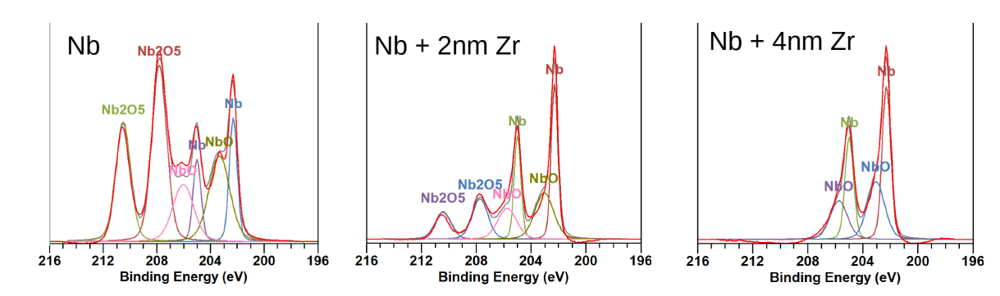 Nb
Nb2O5
Nb2O5
Nb
Nb
NbO
NbO
216 212 208 204 200 196
Binding Energy (eV)
Nb + 2nm Zr
Nb
Nb
NbO
Nb2O5
NbO
Nb2O5
216 212 208 204 200 196
Binding Energy (eV)
Nb + 4nm Zr
Nb
Nb
NbO
NbO
216 212 208 204 200 196
Binding Energy (eV)